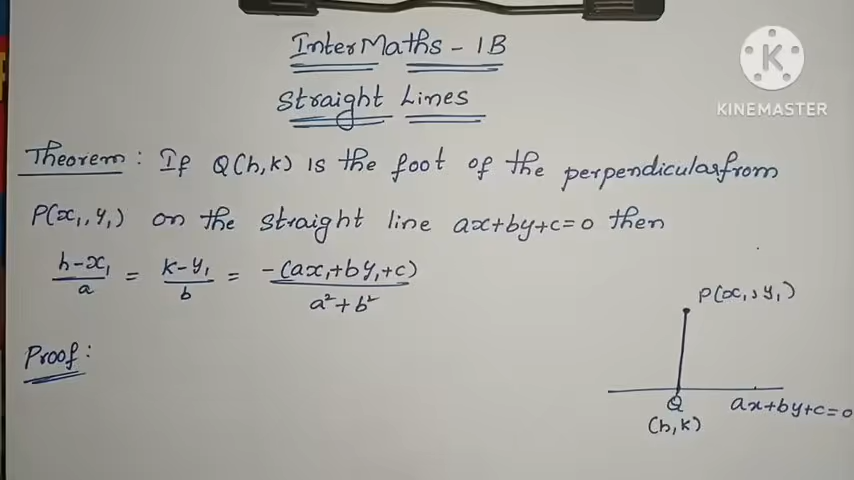 Inter Maths - 1B
Straight Lines
KINEMASTER
Theorem : If Q(h,k) is the foot of the perpendicular from
P(x₁,y₁) on the straight line ax+by+c=0 then
(h-x₁)/a = (k-y₁)/b = -(ax₁+by₁+c)/(a²+b²)
Proof :
P(x₁,y₁)
Q
(h,k)
ax+by+c=0